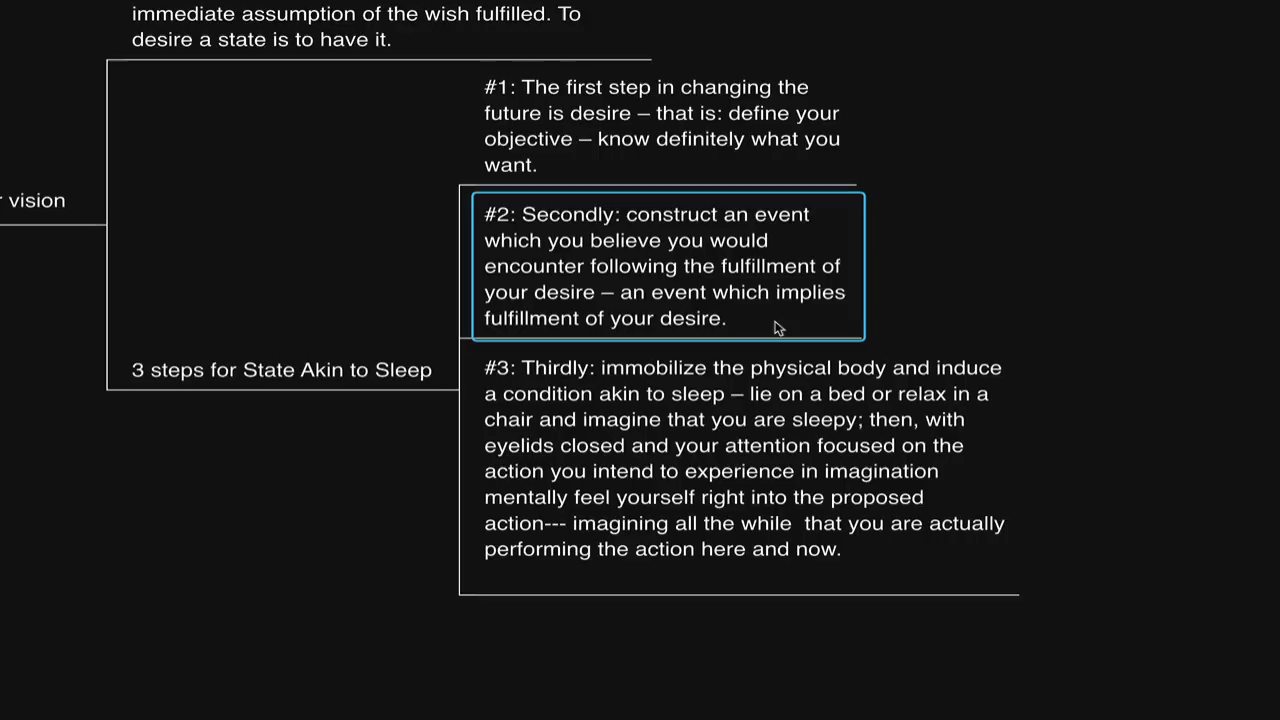 immediate assumption of the wish fulfilled. To
desire a state is to have it.
#1: The first step in changing the
future is desire – that is: define your
objective – know definitely what you
want.
r vision
#2: Secondly: construct an event
which you believe you would
encounter following the fulfillment of
your desire – an event which implies
fulfillment of your desire.
3 steps for State Akin to Sleep
#3: Thirdly: immobilize the physical body and induce
a condition akin to sleep – lie on a bed or relax in a
chair and imagine that you are sleepy; then, with
eyelids closed and your attention focused on the
action you intend to experience in imagination
mentally feel yourself right into the proposed
action--- imagining all the while  that you are actually
performing the action here and now.